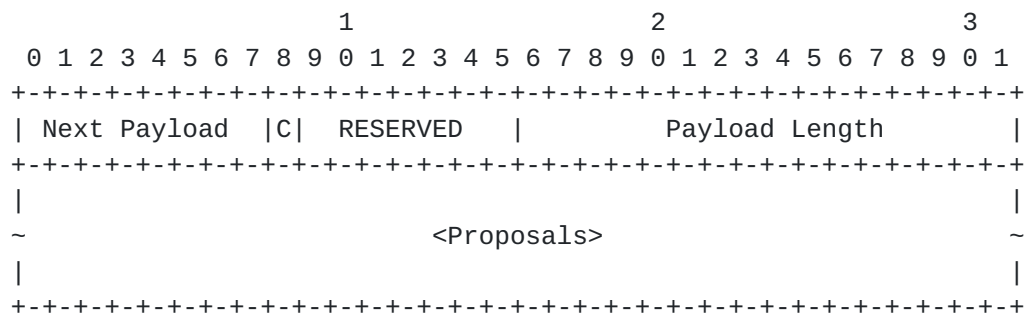 1                   2                   3
 0 1 2 3 4 5 6 7 8 9 0 1 2 3 4 5 6 7 8 9 0 1 2 3 4 5 6 7 8 9 0 1
+-+-+-+-+-+-+-+-+-+-+-+-+-+-+-+-+-+-+-+-+-+-+-+-+-+-+-+-+-+-+-+-+
| Next Payload  |C|  RESERVED   |         Payload Length        |
+-+-+-+-+-+-+-+-+-+-+-+-+-+-+-+-+-+-+-+-+-+-+-+-+-+-+-+-+-+-+-+-+
|                                                               |
~                          <Proposals>                          ~
|                                                               |
+-+-+-+-+-+-+-+-+-+-+-+-+-+-+-+-+-+-+-+-+-+-+-+-+-+-+-+-+-+-+-+-+